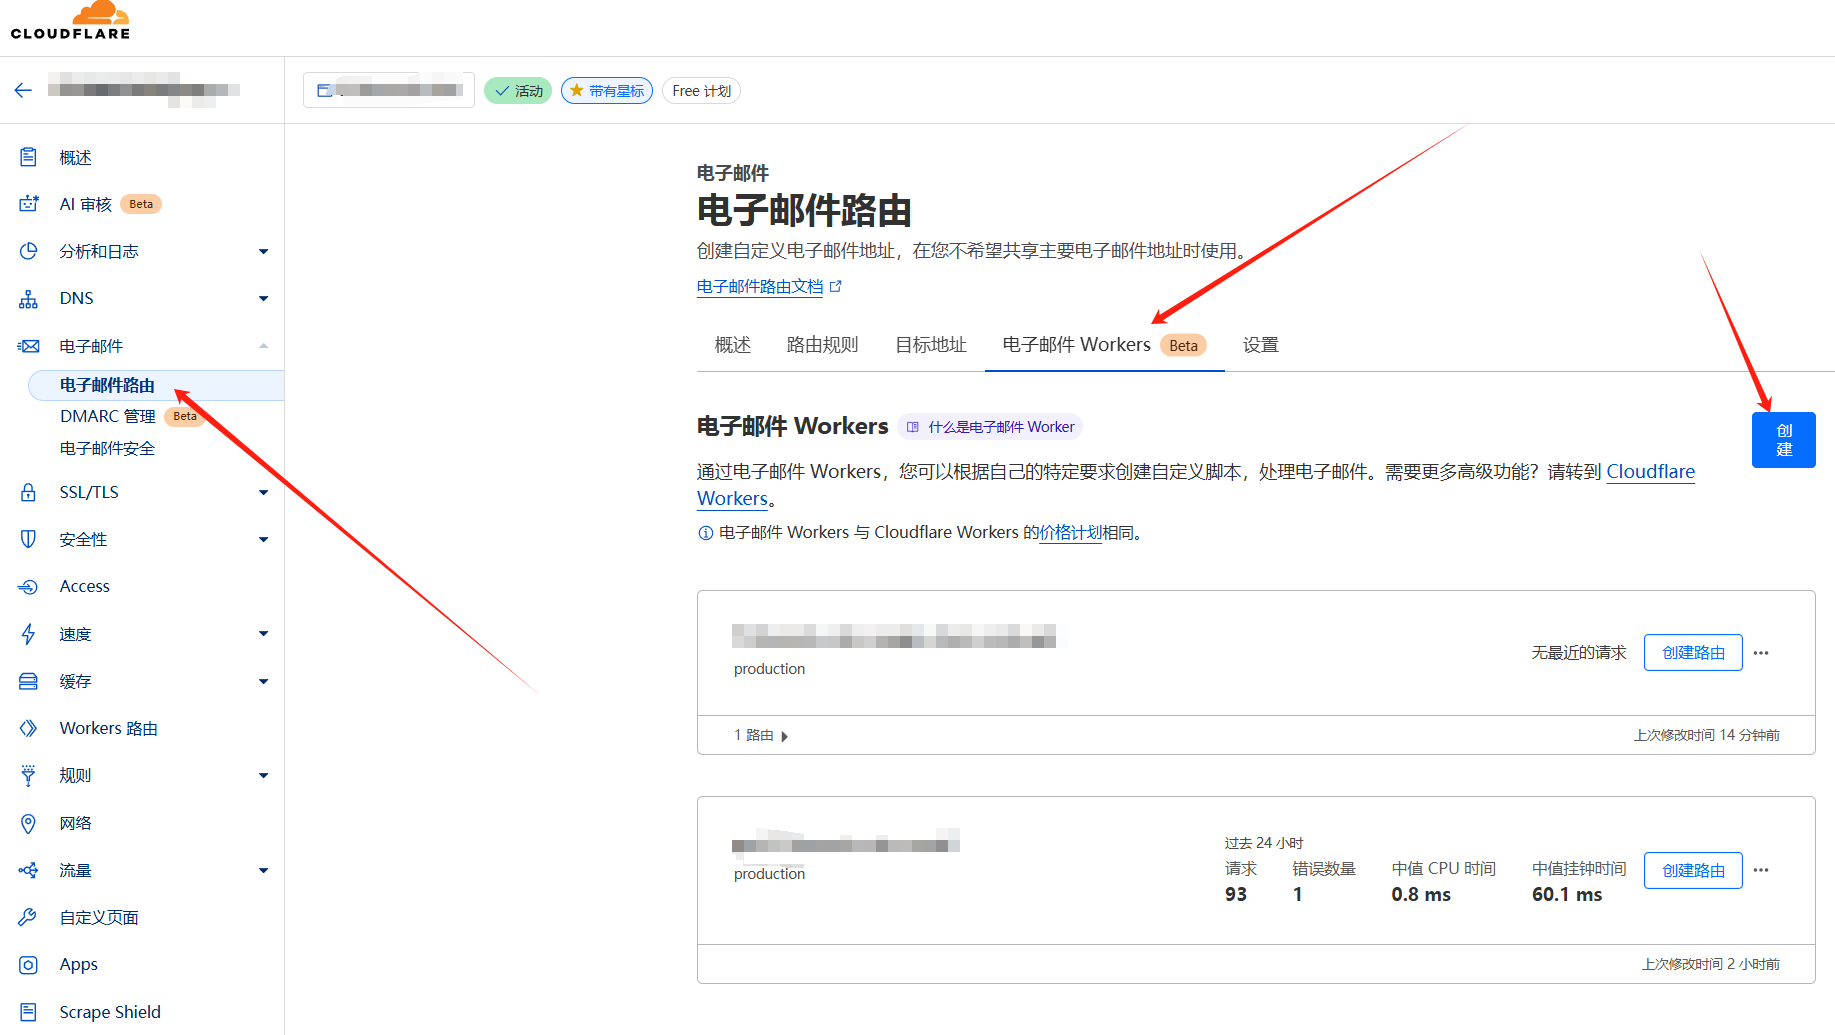 CLOUDFLARE
活动
带有星标
Free 计划
概述
AI 审核 Beta
分析和日志
DNS
电子邮件
电子邮件路由
DMARC 管理 Beta
电子邮件安全
SSL/TLS
安全性
Access
速度
缓存
Workers 路由
规则
网络
流量
自定义页面
Apps
Scrape Shield
电子邮件
电子邮件路由
创建自定义电子邮件地址，在您不希望共享主要电子邮件地址时使用。
电子邮件路由文档
概述 路由规则 目标地址 电子邮件 Workers Beta 设置
电子邮件 Workers 什么是电子邮件 Worker
创
建
通过电子邮件 Workers，您可以根据自己的特定要求创建自定义脚本，处理电子邮件。需要更多高级功能？请转到 Cloudflare
Workers。
电子邮件 Workers 与 Cloudflare Workers 的价格计划相同。
production
无最近的请求
创建路由
1 路由
上次修改时间 14 分钟前
production
过去 24 小时
请求 错误数量 中值 CPU 时间 中值挂钟时间
93 1 0.8 ms 60.1 ms
创建路由
上次修改时间 2 小时前